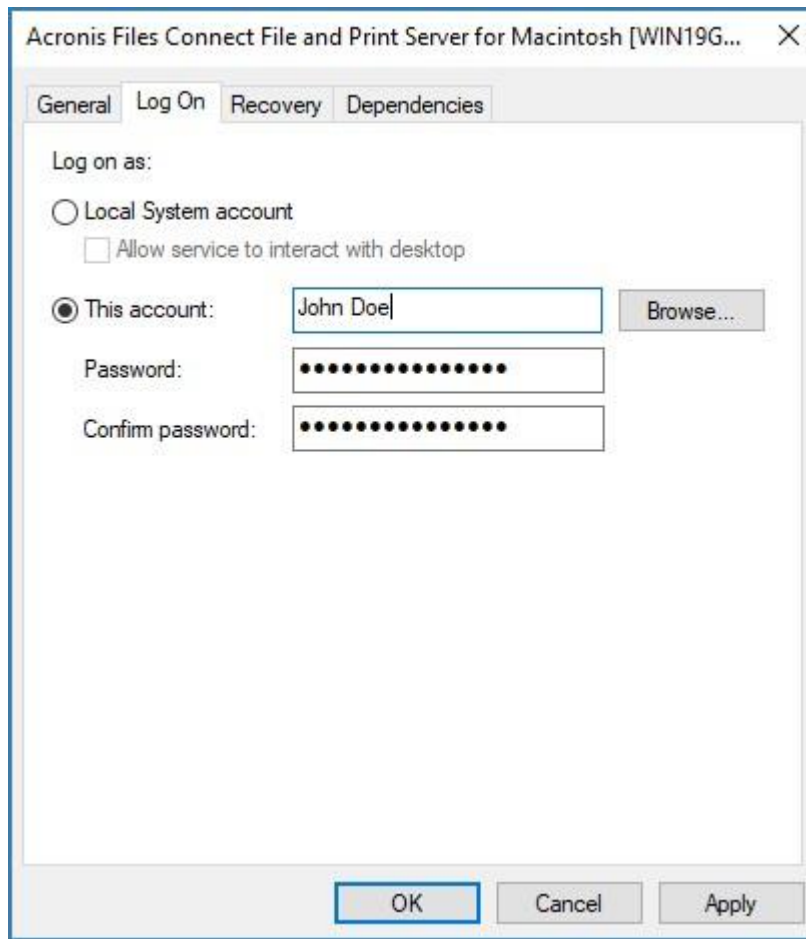 Acronis Files Connect File and Print Server for Macintosh [WIN19G...
General Log On Recovery Dependencies
Log on as:
Local System account
Allow service to interact with desktop
This account: John Doe Browse...
Password: ●●●●●●●●●●●●●●●
Confirm password: ●●●●●●●●●●●●●●●
OK Cancel Apply